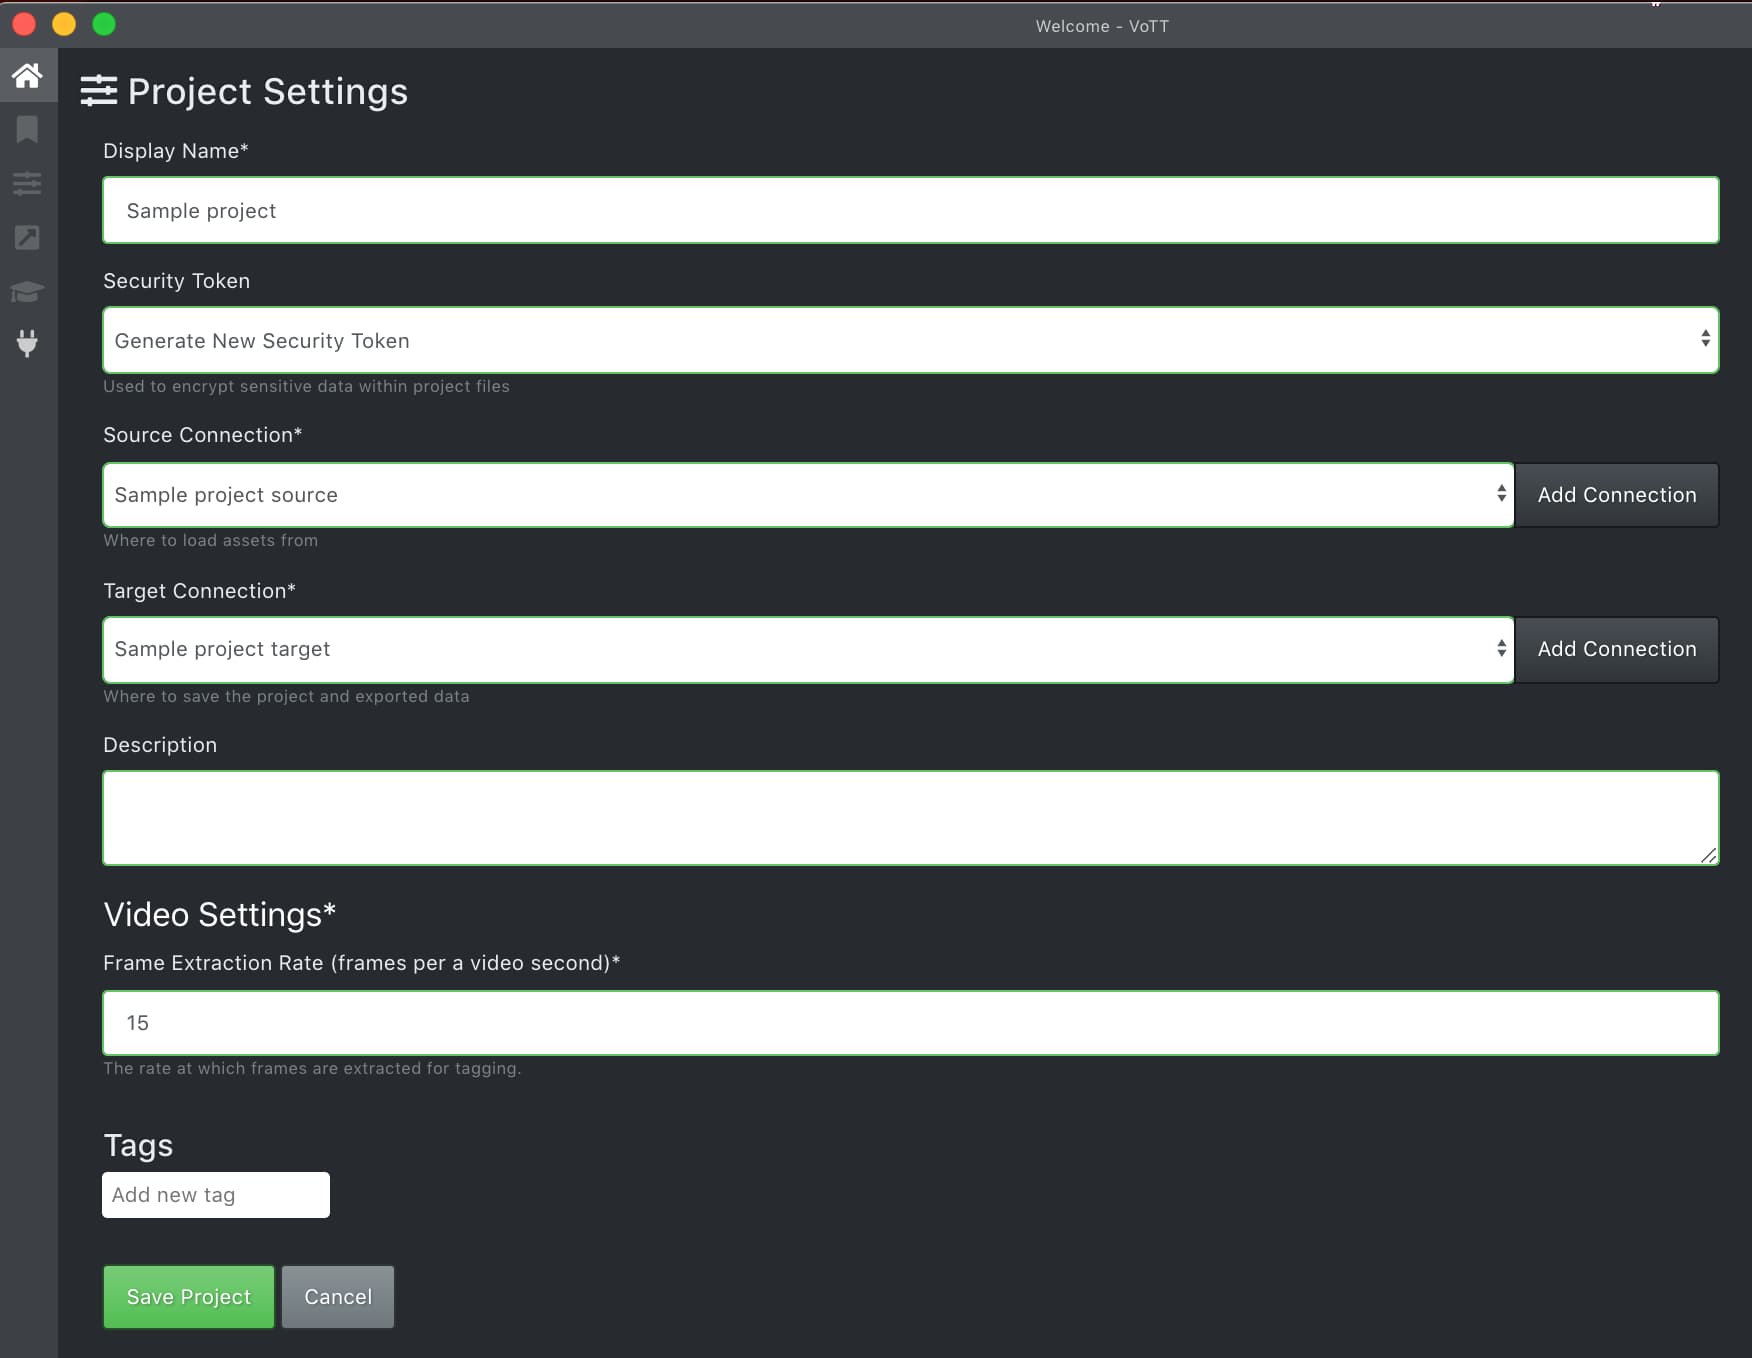 Welcome - VoTT
Project Settings
Display Name*
Sample project
Security Token
Generate New Security Token
Used to encrypt sensitive data within project files
Source Connection*
Sample project source
Add Connection
Where to load assets from
Target Connection*
Sample project target
Add Connection
Where to save the project and exported data
Description
Video Settings*
Frame Extraction Rate (frames per a video second)*
15
The rate at which frames are extracted for tagging.
Tags
Add new tag
Save Project
Cancel